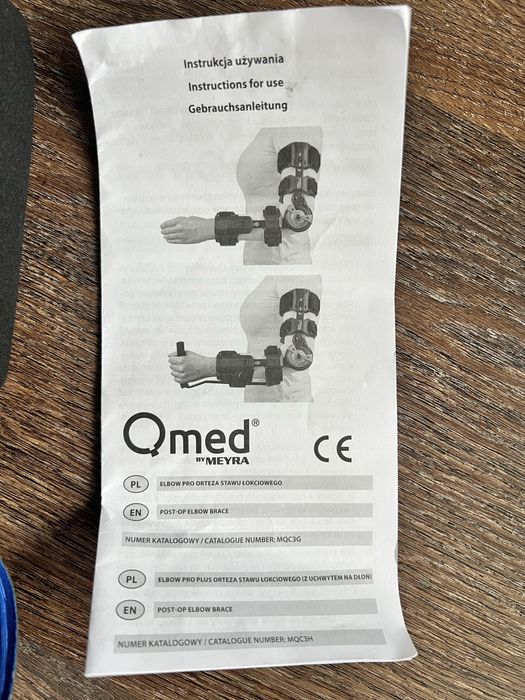 Instrukcja używania
Instructions for use
Gebrauchsanleitung
Qmed®
BY MEYRA
CE
PL ELBOW PRO ORTEZA STAWU ŁOKCIOWEGO
EN POST-OP ELBOW BRACE
NUMER KATALOGOWY / CATALOGUE NUMBER: MQC3G
PL ELBOW PRO PLUS ORTEZA STAWU ŁOKCIOWEGO (Z UCHWYTEM NA DŁOŃ)
EN POST-OP ELBOW BRACE
NUMER KATALOGOWY / CATALOGUE NUMBER: MQC3H